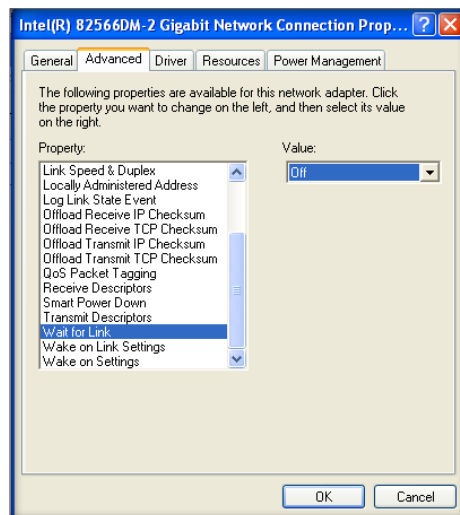 Intel(R) 82566DM-2 Gigabit Network Connection Prop...
General Advanced Driver Resources Power Management
The following properties are available for this network adapter. Click
the property you want to change on the left, and then select its value
on the right.
Property:
Value:
Link Speed & Duplex
Off
Locally Administered Address
Log Link State Event
Offload Receive IP Checksum
Offload Receive TCP Checksum
Offload Transmit IP Checksum
Offload Transmit TCP Checksum
QoS Packet Tagging
Receive Descriptors
Smart Power Down
Transmit Descriptors
Wait for Link
Wake on Link Settings
Wake on Settings
OK Cancel